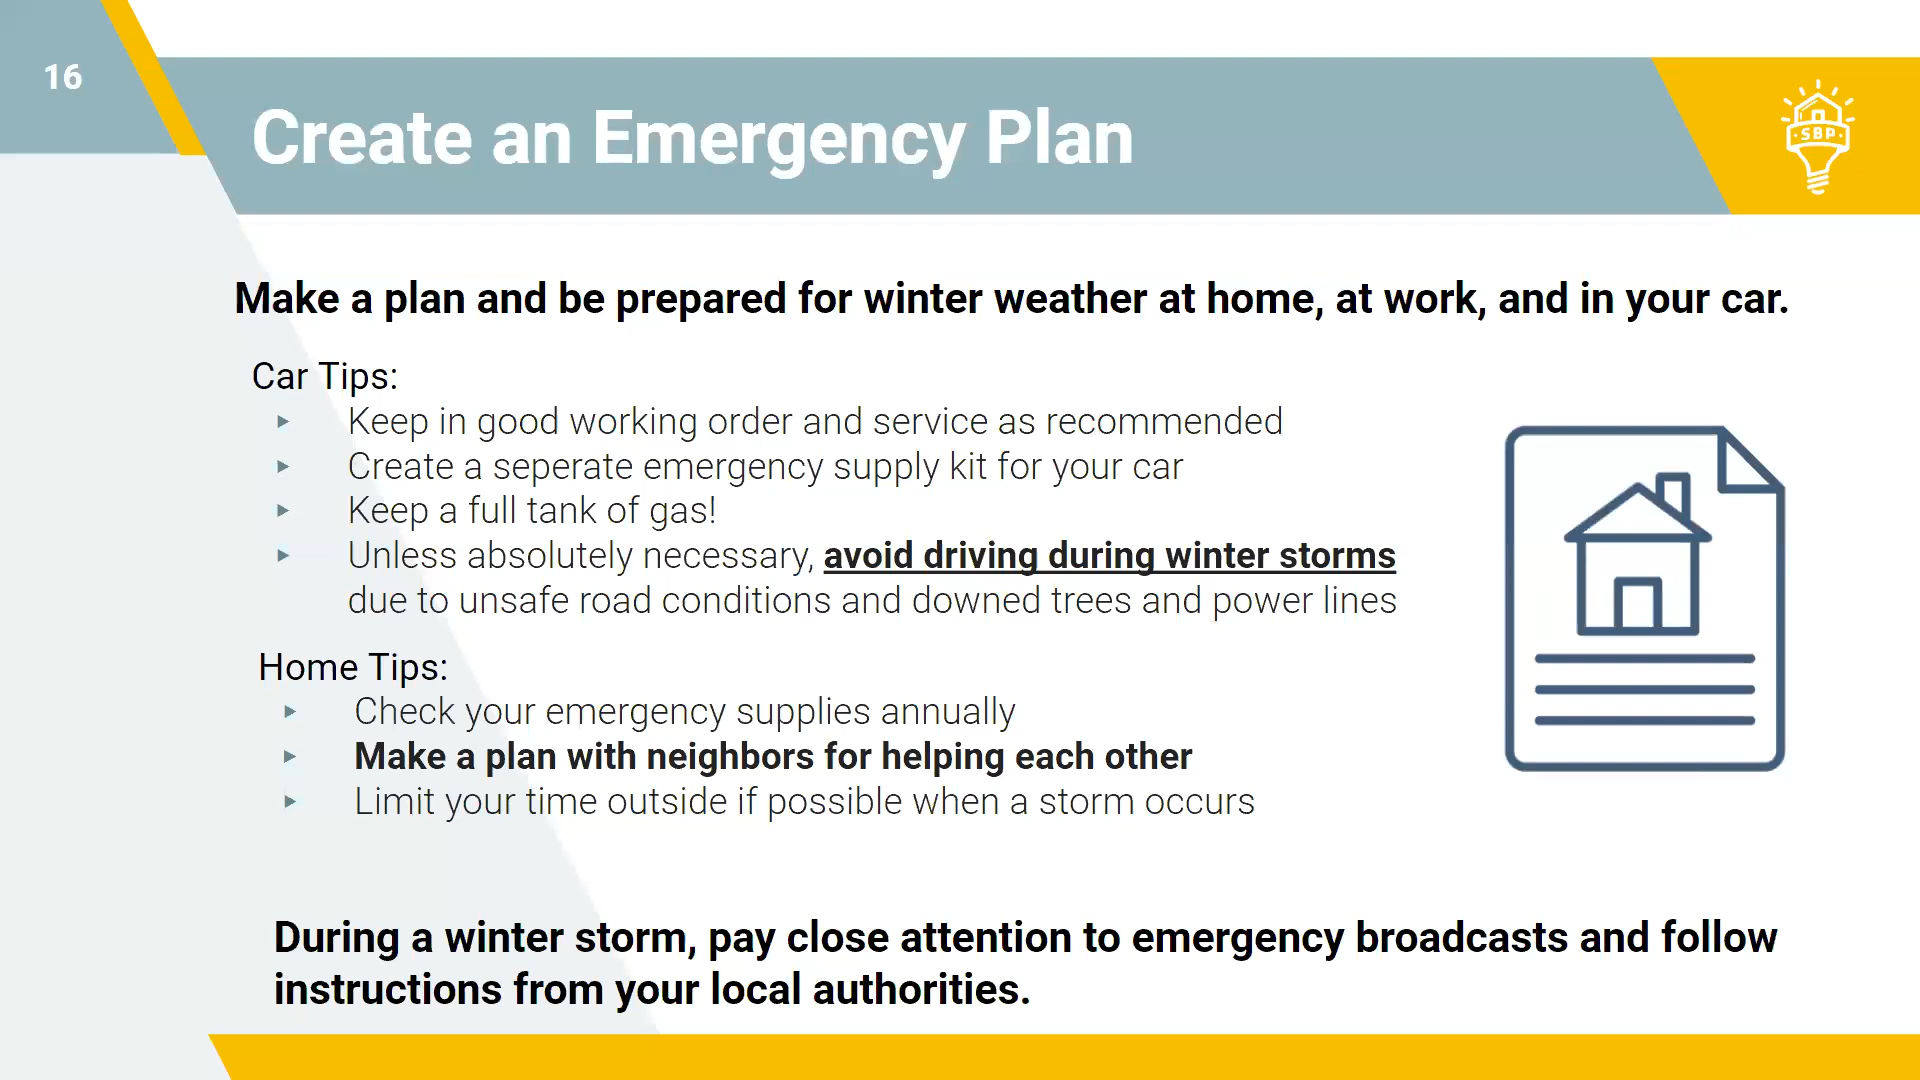 16
Create an Emergency Plan
SBP
Make a plan and be prepared for winter weather at home, at work, and in your car.
Car Tips:
Keep in good working order and service as recommended
Create a seperate emergency supply kit for your car
Keep a full tank of gas!
Unless absolutely necessary, avoid driving during winter storms
due to unsafe road conditions and downed trees and power lines
Home Tips:
Check your emergency supplies annually
Make a plan with neighbors for helping each other
Limit your time outside if possible when a storm occurs
During a winter storm, pay close attention to emergency broadcasts and follow
instructions from your local authorities.